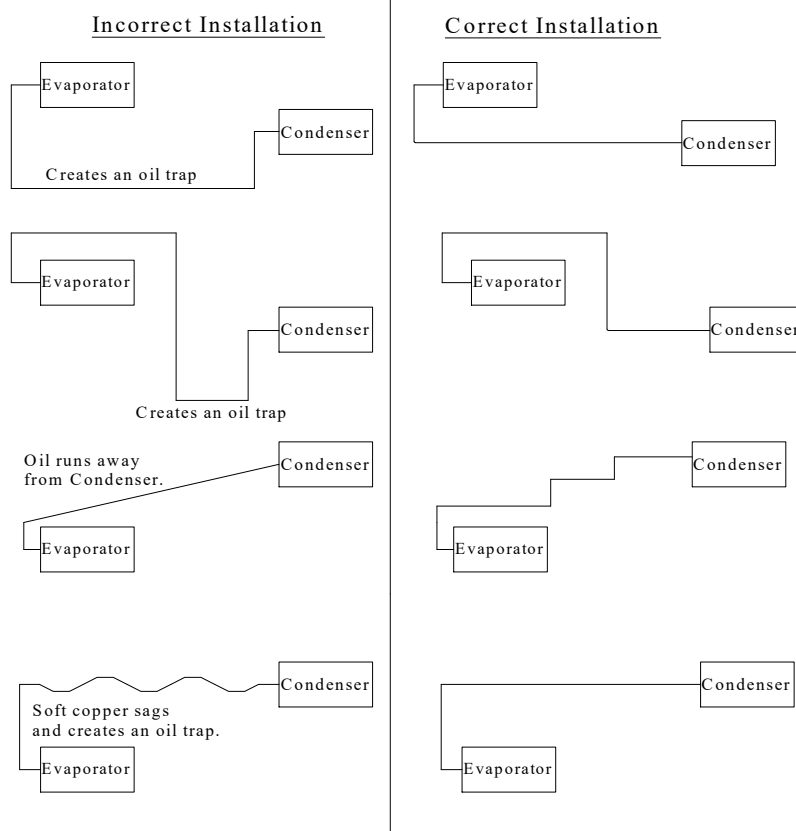 Incorrect Installation
Evaporator
Condenser
Creates an oil trap
Evaporator
Condenser
Creates an oil trap
Oil runs away
from Condenser.
Condenser
Evaporator
Condenser
Soft copper sags
and creates an oil trap.
Evaporator
Correct Installation
Evaporator
Condenser
Evaporator
Condenser
Condenser
Evaporator
Condenser
Evaporator